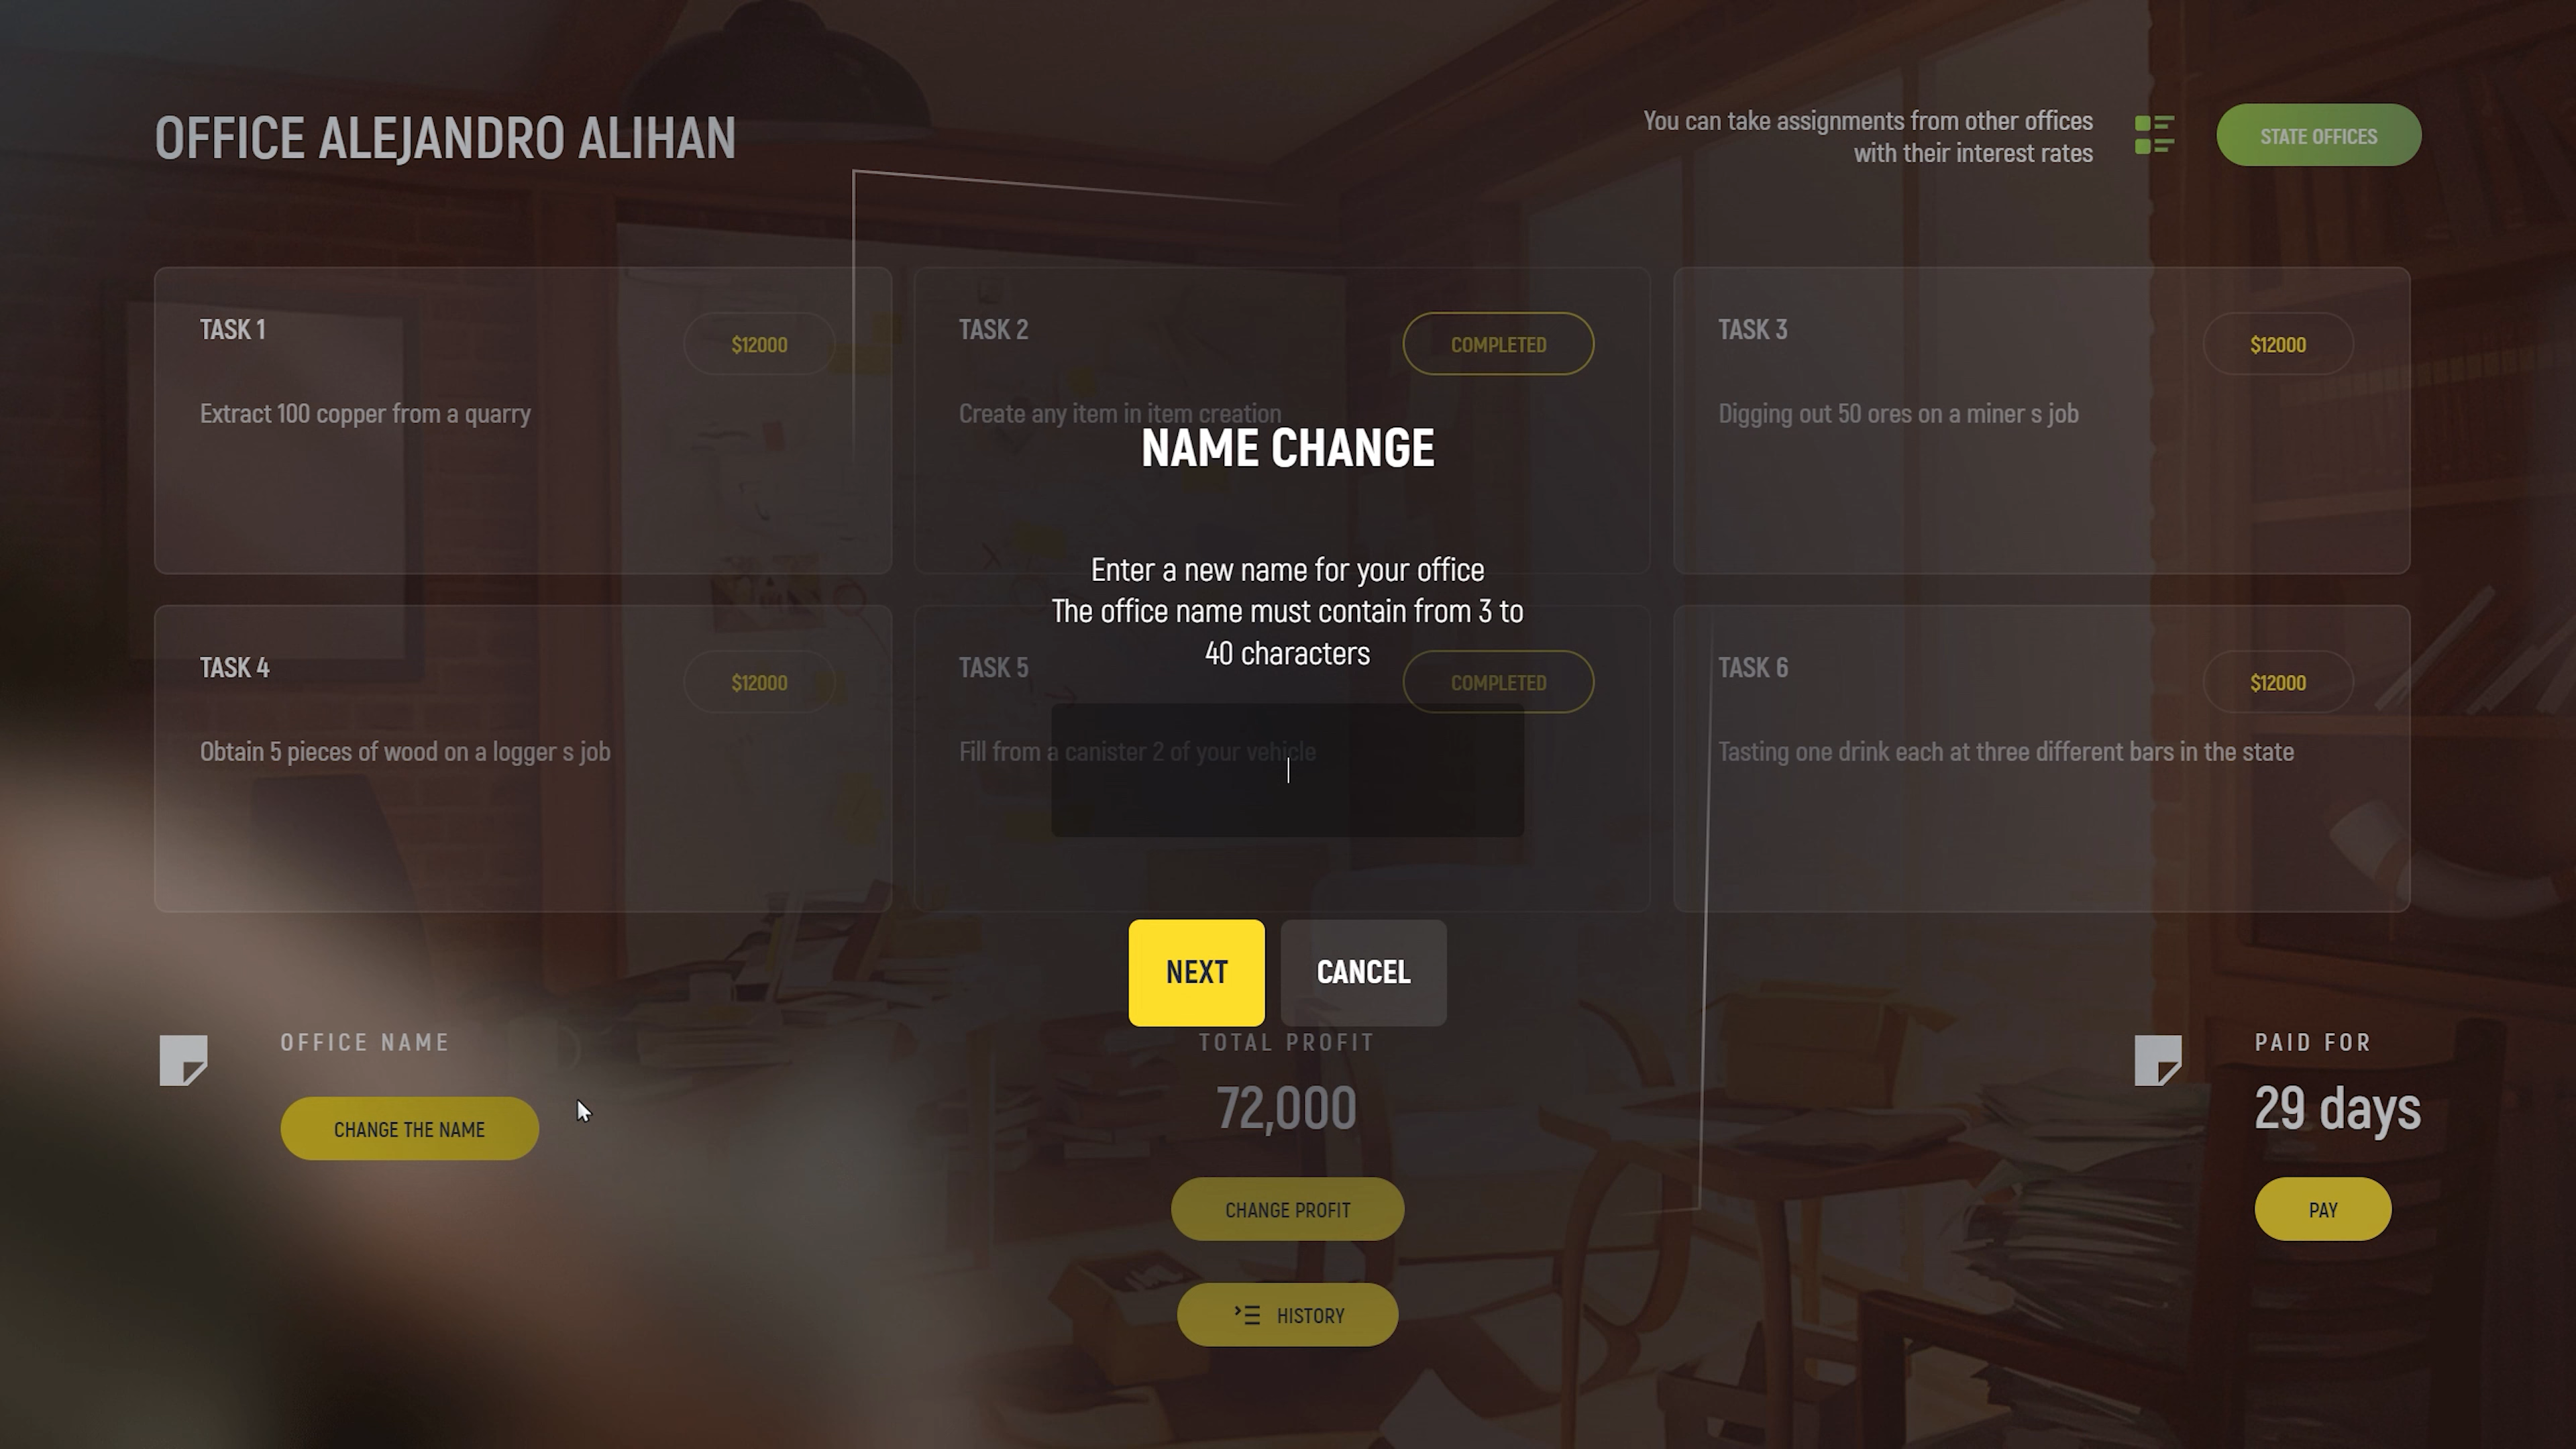 OFFICE ALEJANDRO ALIHAN
You can take assignments from other offices
with their interest rates
STATE OFFICES
TASK 1
$12000
Extract 100 copper from a quarry
TASK 2
COMPLETED
Create any item in item creation
TASK 3
$12000
Digging out 50 ores on a miner s job
NAME CHANGE
Enter a new name for your office
The office name must contain from 3 to
40 characters
TASK 4
$12000
Obtain 5 pieces of wood on a logger s job
TASK 5
COMPLETED
Fill from a canister 2 of your vehicle
TASK 6
$12000
Tasting one drink each at three different bars in the state
NEXT
CANCEL
OFFICE NAME
CHANGE THE NAME
TOTAL PROFIT
72,000
CHANGE PROFIT
HISTORY
PAID FOR
29 days
PAY